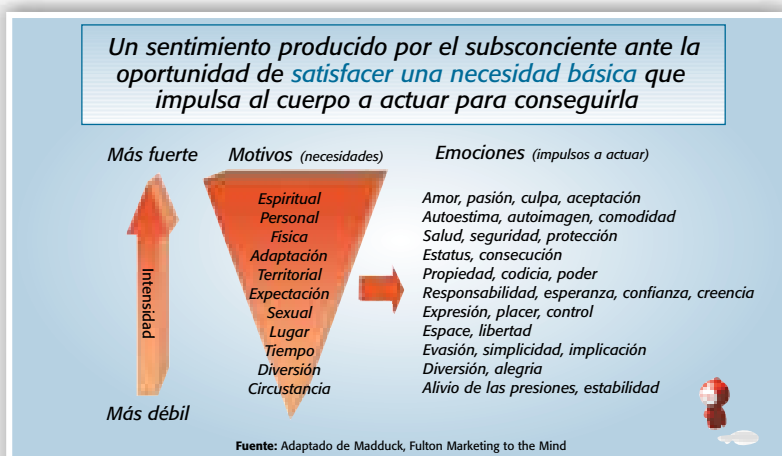 Un sentimiento producido por el subsconciente ante la
oportunidad de satisfacer una necesidad básica que
impulsa al cuerpo a actuar para conseguirla
Más fuerte Motivos (necesidades) Emociones (impulsos a actuar)
Espiritual Amor, pasión, culpa, aceptación
Personal Autoestima, autoimagen, comodidad
Física Salud, seguridad, protección
Adaptación Estatus, consecución
Territorial Propiedad, codicia, poder
Expectación Responsabilidad, esperanza, confianza, creencia
Sexual Expresión, placer, control
Lugar Espace, libertad
Tiempo Evasión, simplicidad, implicación
Diversión Diversión, alegria
Circustancia Alivio de las presiones, estabilidad
Intensidad
Más débil
Fuente: Adaptado de Madduck, Fulton Marketing to the Mind